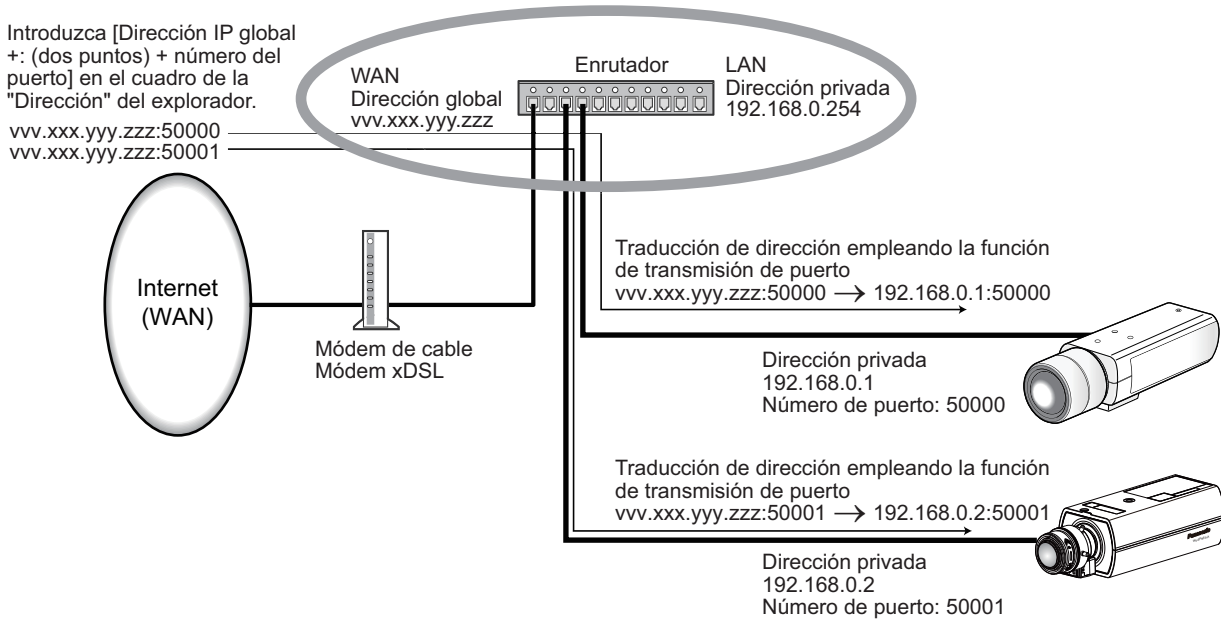 Introduzca [Dirección IP global
+: (dos puntos) + número del
puerto] en el cuadro de la
"Dirección" del explorador.
vvv.xxx.yyy.zzz:50000
vvv.xxx.yyy.zzz:50001
WAN
Dirección global
vvv.xxx.yyy.zzz
Enrutador
LAN
Dirección privada
192.168.0.254
Internet
(WAN)
Módem de cable
Módem xDSL
Traducción de dirección empleando la función
de transmisión de puerto
vvv.xxx.yyy.zzz:50000 → 192.168.0.1:50000
Dirección privada
192.168.0.1
Número de puerto: 50000
Traducción de dirección empleando la función
de transmisión de puerto
vvv.xxx.yyy.zzz:50001 → 192.168.0.2:50001
Panasonic
Dirección privada
192.168.0.2
Número de puerto: 50001